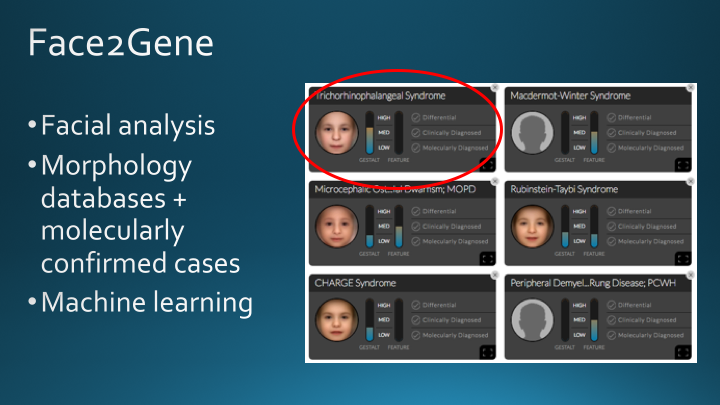 Face2Gene
•Facial analysis
•Morphology
databases +
molecularly
confirmed cases
•Machine learning
Trichorhinophalangeal Syndrome
HIGH
MED
LOW
GESTALT FEATURE
Differential
Clinically Diagnosed
Molecularly Diagnosed
Macdermot-Winter Syndrome
HIGH
MED
LOW
GESTALT FEATURE
Differential
Clinically Diagnosed
Molecularly Diagnosed
Microcephalic Ost...ial Dwarfism; MOPD
HIGH
MED
LOW
GESTALT FEATURE
Differential
Clinically Diagnosed
Molecularly Diagnosed
Rubinstein-Taybi Syndrome
HIGH
MED
LOW
GESTALT FEATURE
Differential
Clinically Diagnosed
Molecularly Diagnosed
CHARGE Syndrome
HIGH
MED
LOW
GESTALT FEATURE
Differential
Clinically Diagnosed
Molecularly Diagnosed
Peripheral Demyel...Rung Disease; PCWH
HIGH
MED
LOW
GESTALT FEATURE
Differential
Clinically Diagnosed
Molecularly Diagnosed